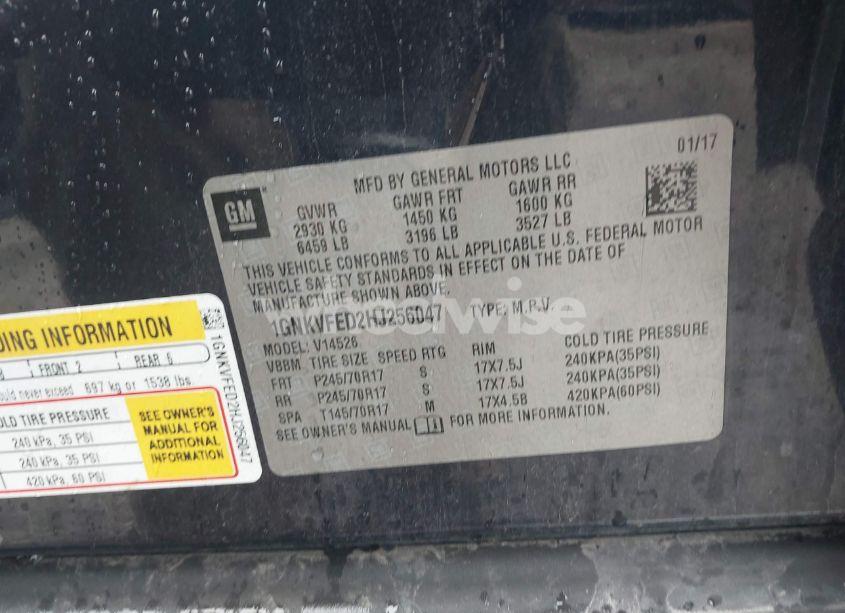 01/17
MFD BY GENERAL MOTORS LLC
GM
GVWR GAWR FRT GAWR RR
2930 KG 1450 KG 1600 KG
6459 LB 3196 LB 3527 LB
THIS VEHICLE CONFORMS TO ALL APPLICABLE U.S. FEDERAL MOTOR
VEHICLE SAFETY STANDARDS IN EFFECT ON THE DATE OF
MANUFACTURE SHOWN ABOVE.
1GNKVFED2HJ256047 TYPE: M.P.V.
MODEL: V14526
VBBM TIRE SIZE SPEED RTG RIM COLD TIRE PRESSURE
FRT P245/70R17 S 17X7.5J 240KPA(35PSI)
RR P245/70R17 S 17X7.5J 240KPA(35PSI)
SPA T145/70R17 M 17X4.5B 420KPA(60PSI)
SEE OWNER'S MANUAL FOR MORE INFORMATION.
DING INFORMATION
FRONT 2 REAR 6
ould never exceed 697 kg or 1538 lbs.
COLD TIRE PRESSURE
240 kPa, 35 PSI
240 kPa, 35 PSI
420 kPa, 60 PSI
SEE OWNER'S
MANUAL FOR
ADDITIONAL
INFORMATION
1GNKVFED2HJ256047